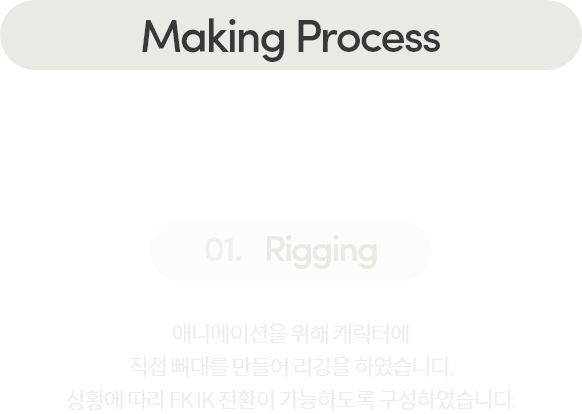 Making Process
01. Rigging
애니메이션을 위해 캐릭터에
직접 뼈대를 만들어 리깅을 하였습니다.
상황에 따라 FK IK 전환이 가능하도록 구성하였습니다.